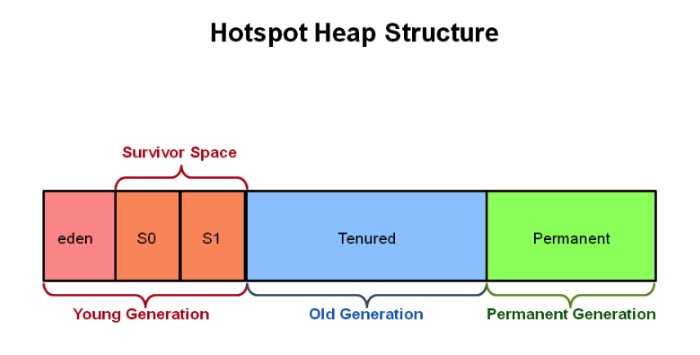 Hotspot Heap Structure
Survivor Space
eden S0 S1 Tenured Permanent
Young Generation Old Generation Permanent Generation